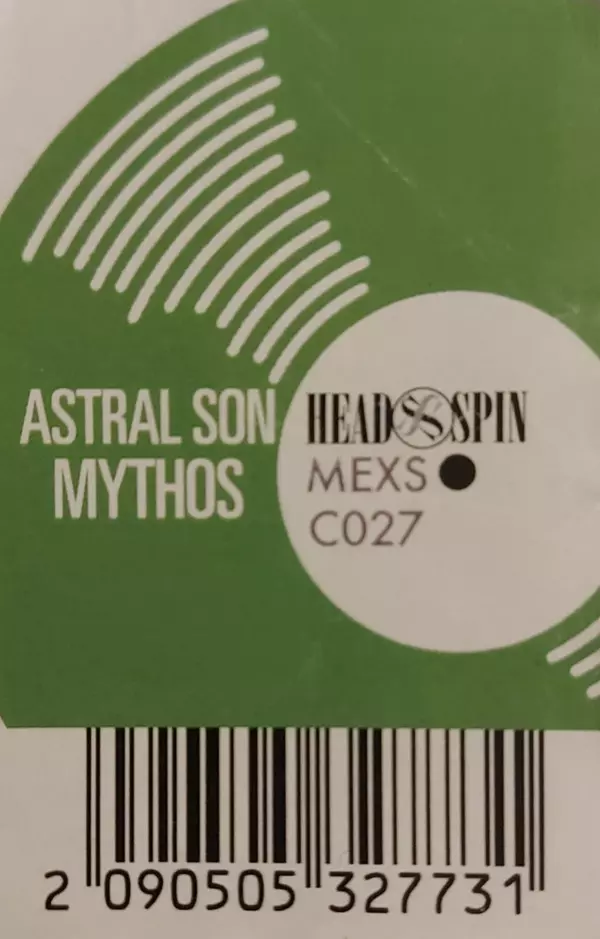 ASTRAL SON
MYTHOS
HEADSPIN
MEXS
C027
2 090505 327731